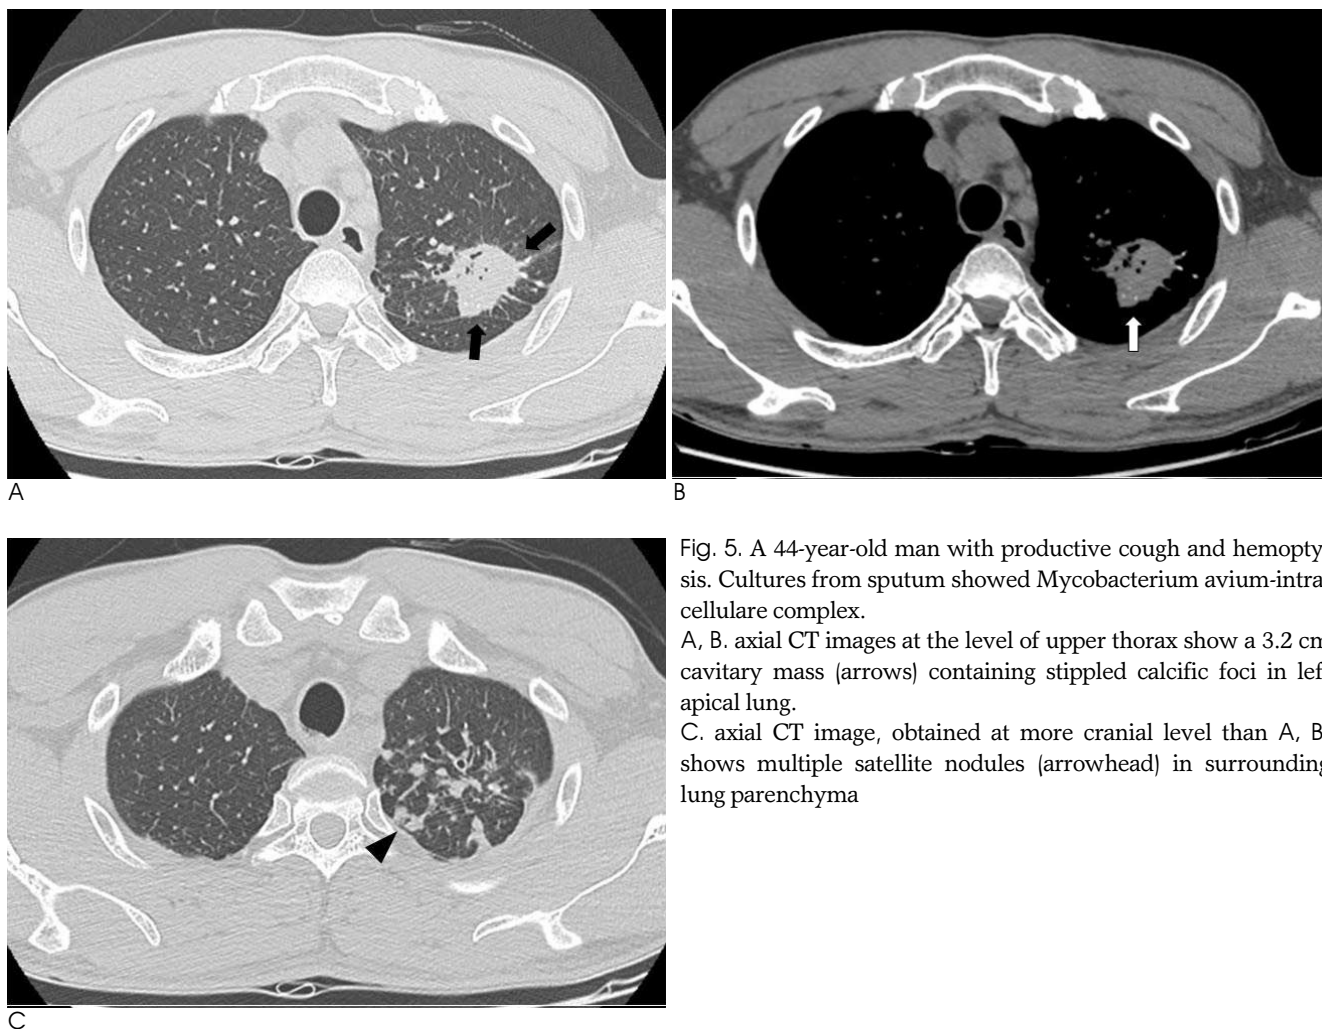 A
B
C
Fig. 5. A 44-year-old man with productive cough and hemopty
sis. Cultures from sputum showed Mycobacterium avium-intra
cellulare complex.
A, B. axial CT images at the level of upper thorax show a 3.2 cm
cavitary mass (arrows) containing stippled calcific foci in lef
apical lung.
C. axial CT image, obtained at more cranial level than A, B
shows multiple satellite nodules (arrowhead) in surrounding
lung parenchyma